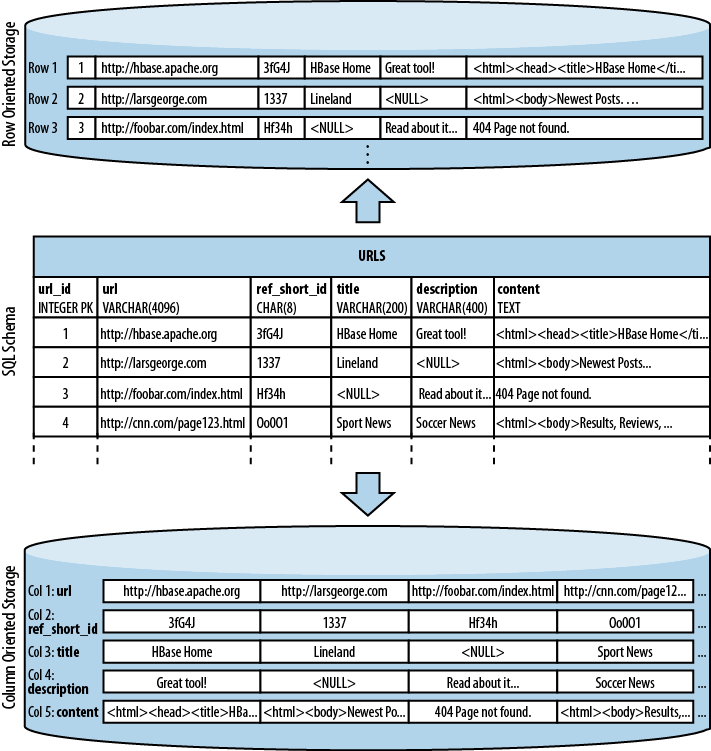 Row Oriented Storage
Row 1 1 http://hbase.apache.org 3fG4J HBase Home Great tool! <html><head><title>HBase Home</ti...
Row 2 2 http://larsgeorge.com 1337 Lineland <NULL> <html><body>Newest Posts. . . .
Row 3 3 http://foobar.com/index.html Hf34h <NULL> Read about it... 404 Page not found.
SQL Schema
URLS
url_id url ref_short_id title description content
INTEGER PK VARCHAR(4096) CHAR(8) VARCHAR(200) VARCHAR(400) TEXT
1 http://hbase.apache.org 3fG4J HBase Home Great tool! <html><head><title>HBase Home</ti...
2 http://larsgeorge.com 1337 Lineland <NULL> <html><body>Newest Posts...
3 http://foobar.com/index.html Hf34h <NULL> Read about it... 404 Page not found.
4 http://cnn.com/page123.html Oo0O1 Sport News Soccer News <html><body>Results, Reviews, ...
Column Oriented Storage
Col 1: url http://hbase.apache.org http://larsgeorge.com http://foobar.com/index.html http://cnn.com/page12... ...
Col 2:
ref_short_id 3fG4J 1337 Hf34h Oo0O1 ...
Col 3: title HBase Home Lineland <NULL> Sport News ...
Col 4:
description Great tool! <NULL> Read about it... Soccer News ...
Col 5: content <html><head><title>HBa... <html><body>Newest Po... 404 Page not found. <html><body>Results,... ...